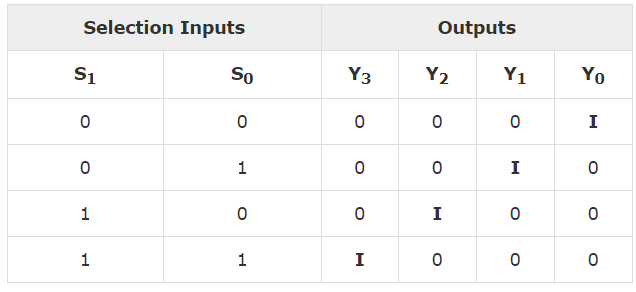 Selection Inputs Outputs
S₁ S₀ Y₃ Y₂ Y₁ Y₀
0 0 0 0 0 I
0 1 0 0 I 0
1 0 0 I 0 0
1 1 I 0 0 0